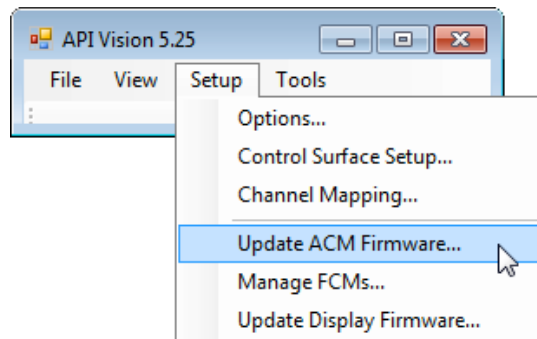 API Vision 5.25
File View Setup Tools
Options...
Control Surface Setup...
Channel Mapping...
Update ACM Firmware...
Manage FCMs...
Update Display Firmware...